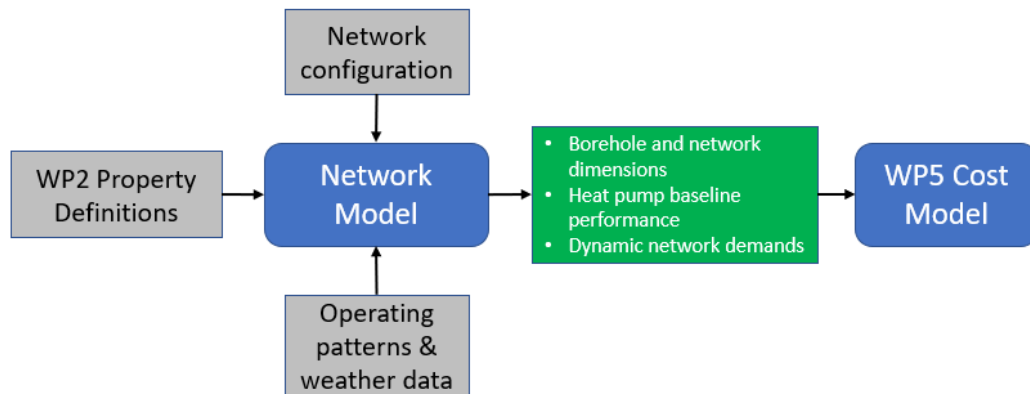 Network
configuration
WP2 Property
Definitions
Network
Model
• Borehole and network
dimensions
• Heat pump baseline
performance
• Dynamic network demands
WP5 Cost
Model
Operating
patterns &
weather data